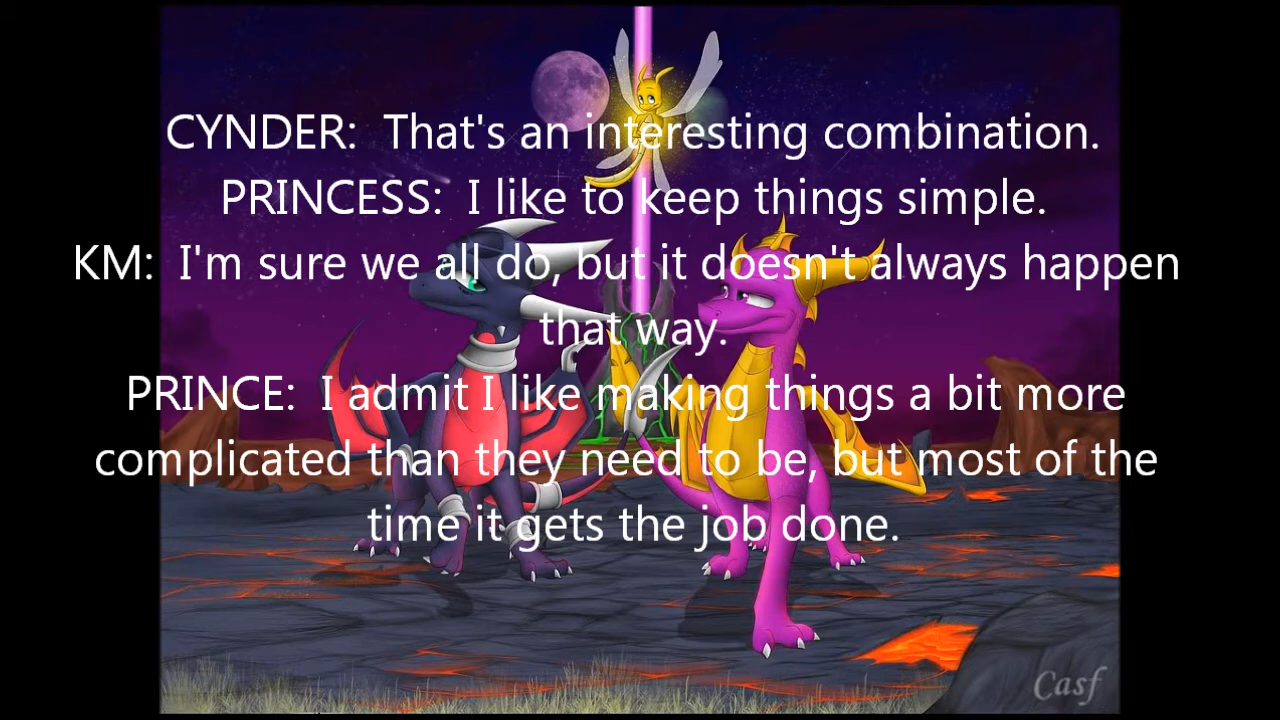 CYNDER:  That's an interesting combination.
PRINCESS:  I like to keep things simple.
KM:  I'm sure we all do, but it doesn't always happen
that way.
PRINCE:  I admit I like making things a bit more
complicated than they need to be, but most of the
time it gets the job done.
Casf